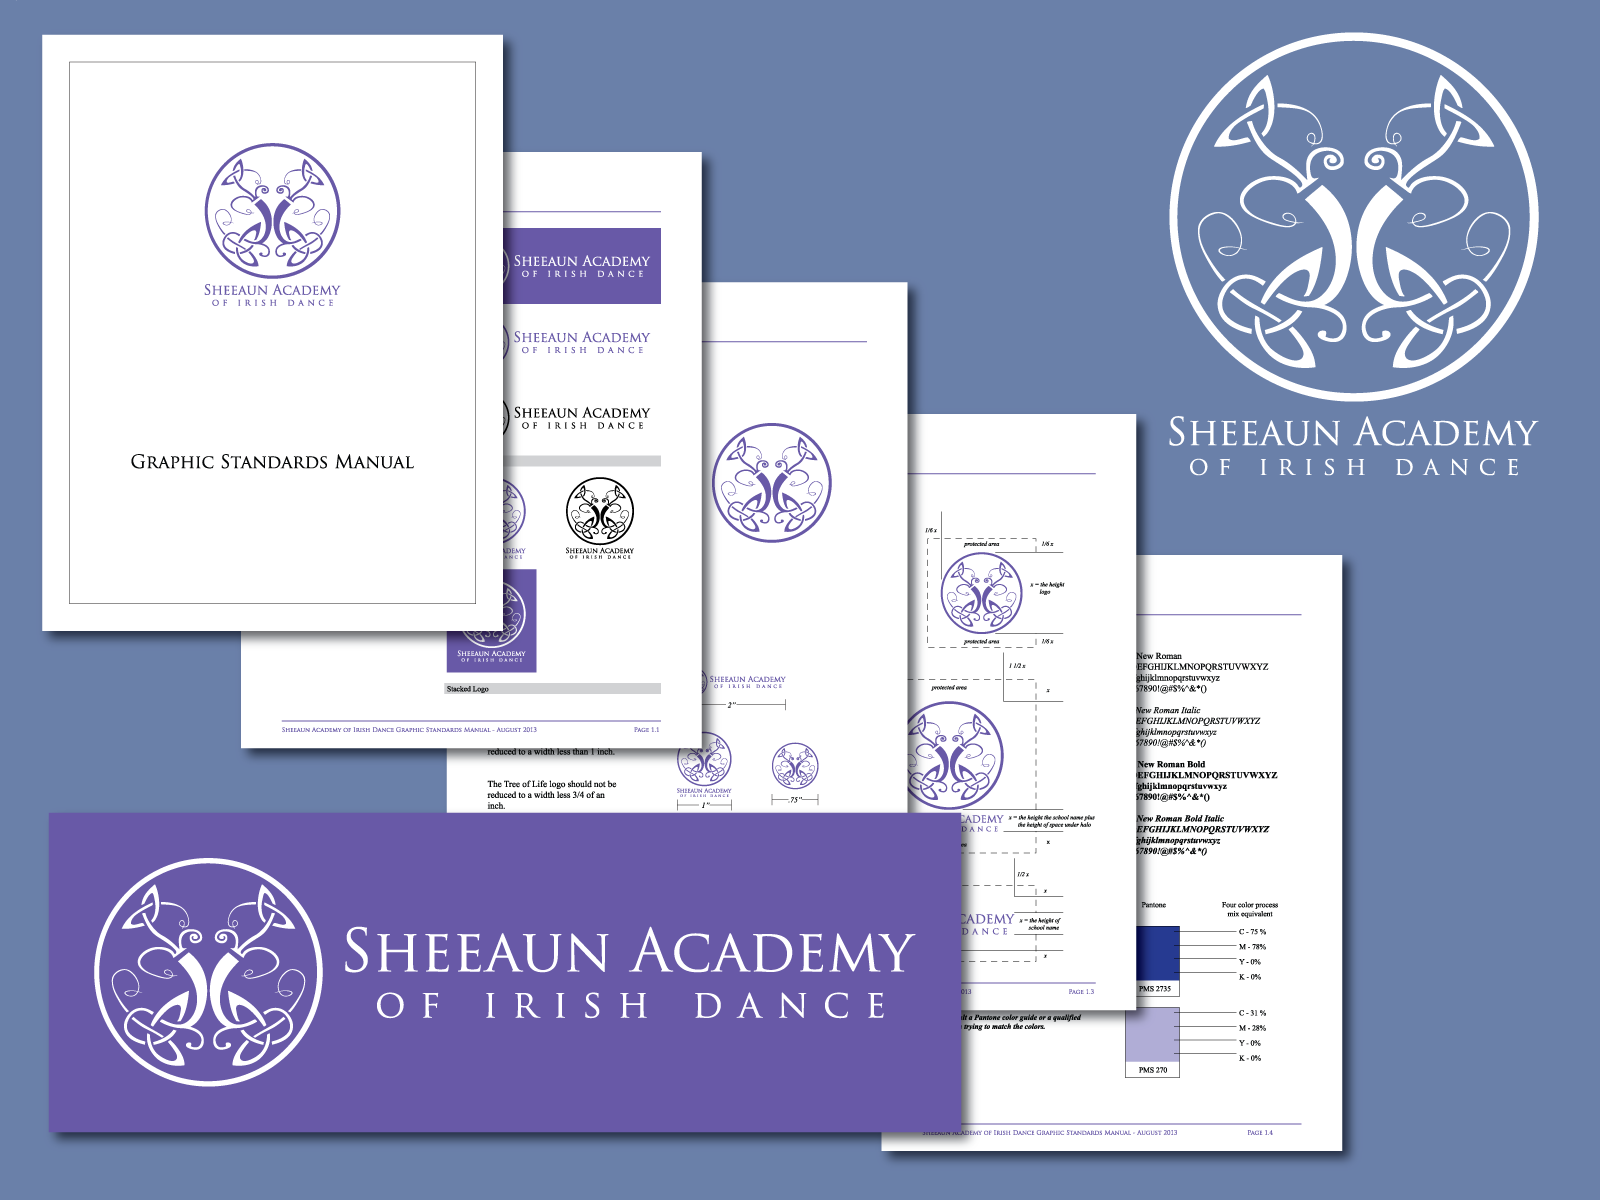 SHEEAUN ACADEMY
OF IRISH DANCE
GRAPHIC STANDARDS MANUAL
SHEEAUN ACADEMY
OF IRISH DANCE
SHEEAUN ACADEMY
OF IRISH DANCE
SHEEAUN ACADEMY
OF IRISH DANCE
SHEEAUN ACADEMY
OF IRISH DANCE
SHEEAUN ACADEMY
OF IRISH DANCE
Stacked Logo
SHEEAUN ACADEMY OF IRISH DANCE GRAPHIC STANDARDS MANUAL - AUGUST 2013
PAGE 1.1
SHEEAUN ACADEMY
OF IRISH DANCE
2"
reduced to a width less than 1 inch.
The Tree of Life logo should not be
reduced to a width less 3/4 of an
inch.
SHEEAUN ACADEMY
OF IRISH DANCE
1"
.75"
1/6 x
protected area
1/6 x
x = the height
logo
protected area
1/6 x
1 1/2 x
protected area
x
CADEMY
DANCE
x = the height the school name plus
the height of space under halo
x
1/2 x
x
CADEMY
DANCE
x = the height of
school name
x
PAGE 1.3
New Roman
EFGHIJKLMNOPQRSTUVWXYZ
ghijklmnopqrstuvwxyz
67890!@#$%^&*()
New Roman Italic
EFGHIJKLMNOPQRSTUVWXYZ
ghijklmnopqrstuvwxyz
67890!@#$%^&*()
New Roman Bold
EFGHIJKLMNOPQRSTUVWXYZ
ghijklmnopqrstuvwxyz
67890!@#$%^&*()
New Roman Bold Italic
EFGHIJKLMNOPQRSTUVWXYZ
ghijklmnopqrstuvwxyz
67890!@#$%^&*()
Pantone
Four color process
mix equivalent
C - 75 %
M - 78%
Y - 0%
K - 0%
PMS 2735
C - 31 %
M - 28%
Y - 0%
K - 0%
PMS 270
a Pantone color guide or a qualified
trying to match the colors.
SHEEAUN ACADEMY OF IRISH DANCE GRAPHIC STANDARDS MANUAL - AUGUST 2013
PAGE 1.4
SHEEAUN ACADEMY
OF IRISH DANCE
SHEEAUN ACADEMY
OF IRISH DANCE